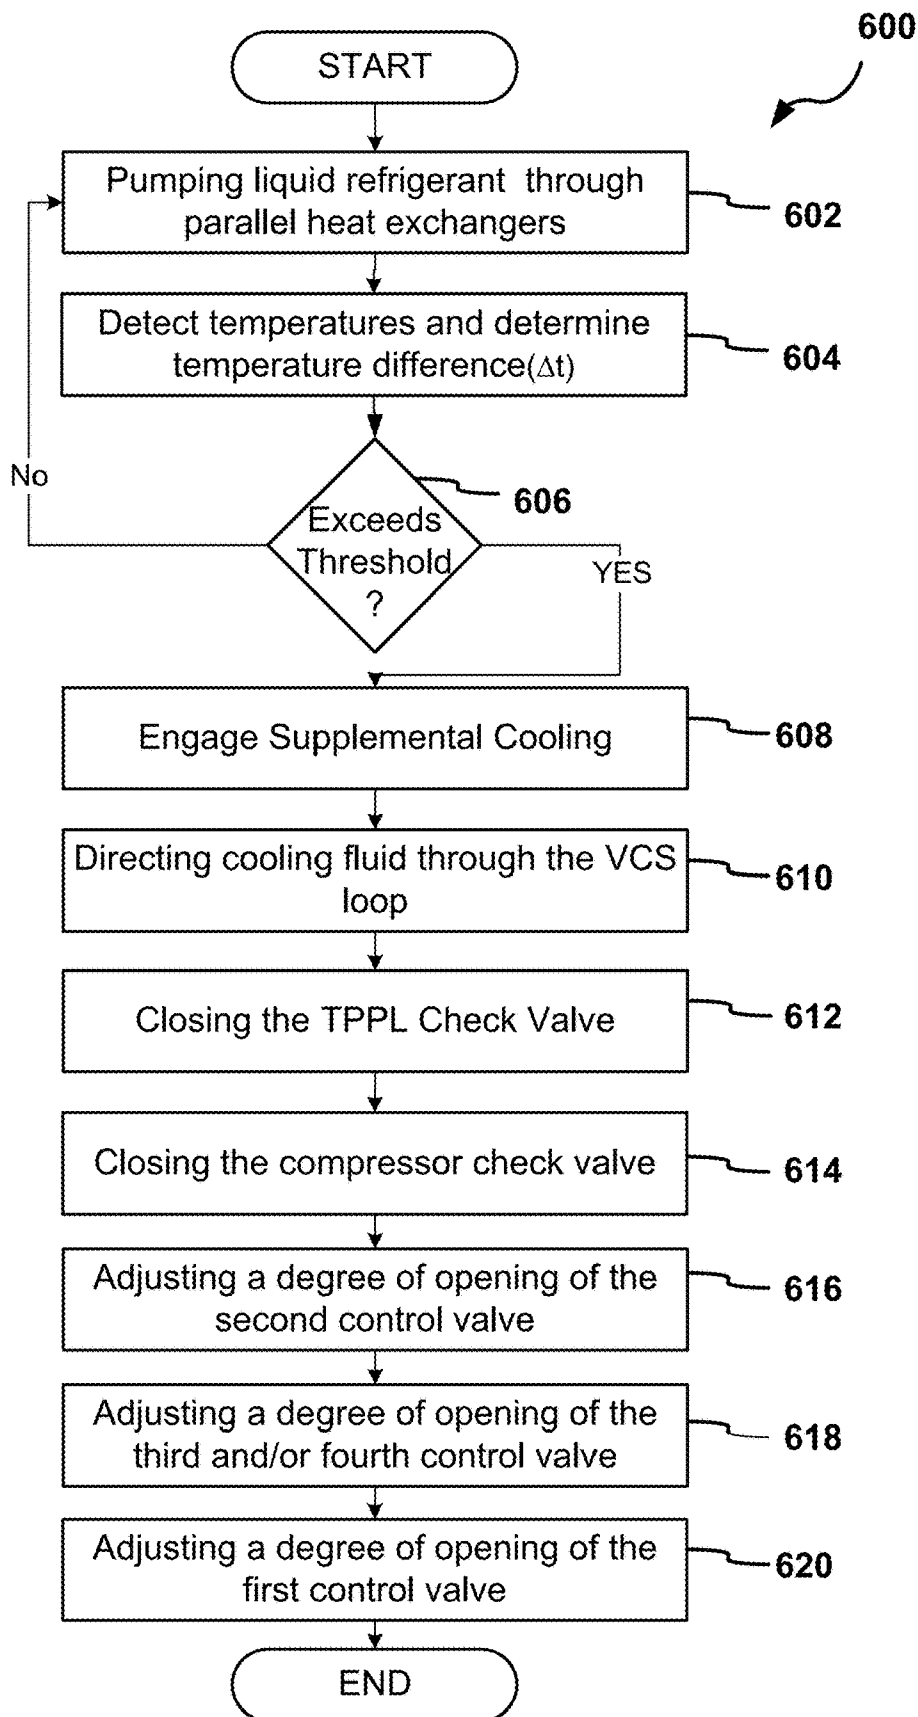 600
START
Pumping liquid refrigerant through
parallel heat exchangers
602
Detect temperatures and determine
temperature difference(Δt)
604
No
606
Exceeds
Threshold
?
YES
Engage Supplemental Cooling
608
Directing cooling fluid through the VCS
loop
610
Closing the TPPL Check Valve
612
Closing the compressor check valve
614
Adjusting a degree of opening of the
second control valve
616
Adjusting a degree of opening of the
third and/or fourth control valve
618
Adjusting a degree of opening of the
first control valve
620
END